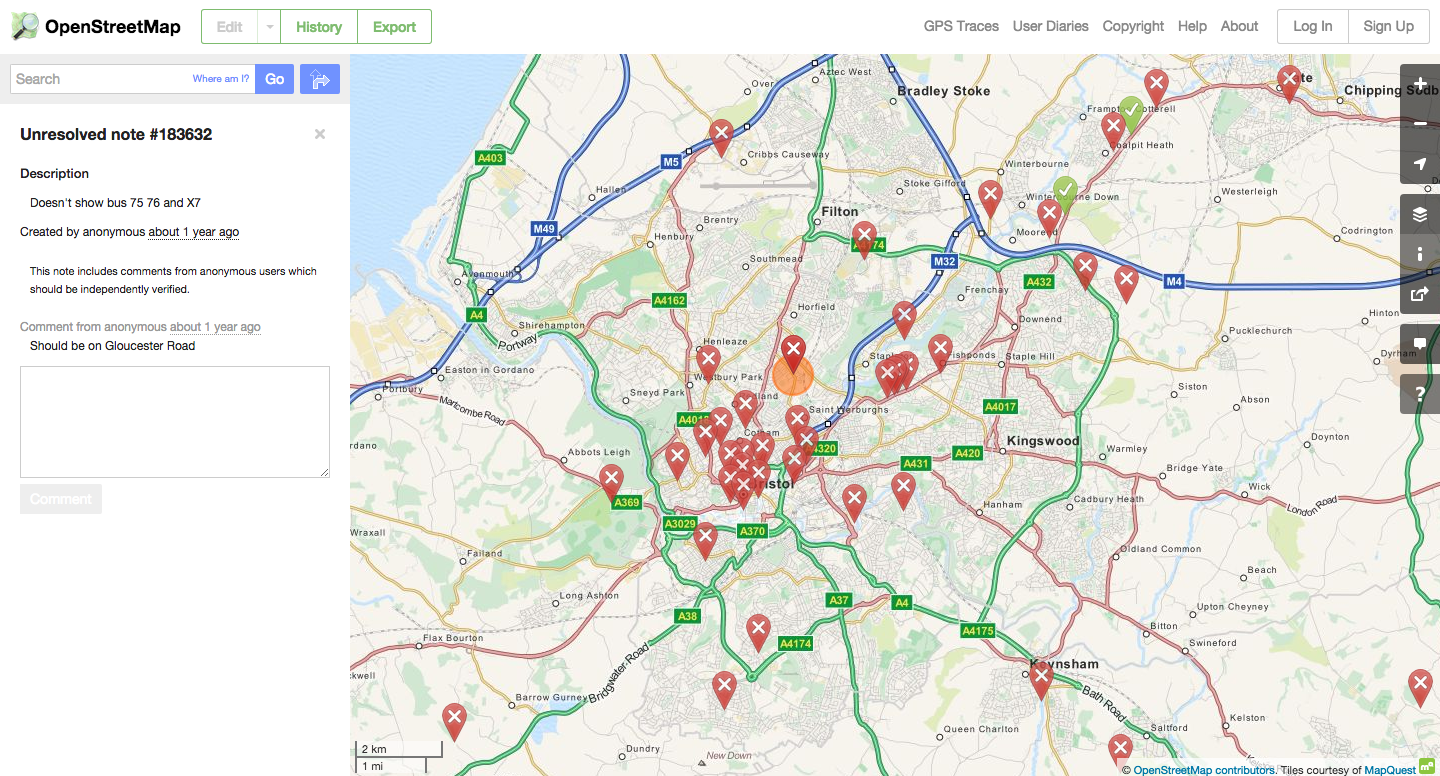 OpenStreetMap
Edit
History
Export
GPS Traces
User Diaries
Copyright
Help
About
Log In
Sign Up
Search
Where am I?
Go
Unresolved note #183632
Description
Doesn't show bus 75 76 and X7
Created by anonymous about 1 year ago
This note includes comments from anonymous users which
should be independently verified.
Comment from anonymous about 1 year ago
Should be on Gloucester Road
Comment
Aztec West
Over
Bradley Stoke
Chipping Sodb
Coalpit Heath
Cribbs Causeway
A403
M5
Winterbourne
Stoke Gifford
Westerleigh
Hallen
Winterbourne Down
Filton
Brentry
M49
Henbury
A4174
Codrington
Southmead
M32
Avonmouth
Frenchay
A432
M4
A4162
Horfield
A4
Shirehampton
Downend
Hinton
Pucklechurch
Portway
Henleaze
Staple Hill
Dyrham
Easton in Gordano
Westbury Park
Portbury
Sneyd Park
Siston
Martcombe Road
Saint Werburghs
A4017
Abson
Cotham
Kingswood
Doynton
A4320
Abbots Leigh
A420
Warmley
A431
Bridge Yate
Bristol
Wick
A369
Cadbury Heath
Hanham
London Road
A3029
A370
Wraxall
Failand
Oldland Common
Beach
Long Ashton
A37
A4
Upton Cheyney
A38
Bitton
Flax Bourton
A4175
Swineford
A4174
Keynsham
Bridgwater Road
Barrow Gurney
Bath Road
Kelston
Saltford
Queen Charlton
Dundry
New Down
2 km
1 mi
© OpenStreetMap contributors. Tiles courtesy of MapQuest